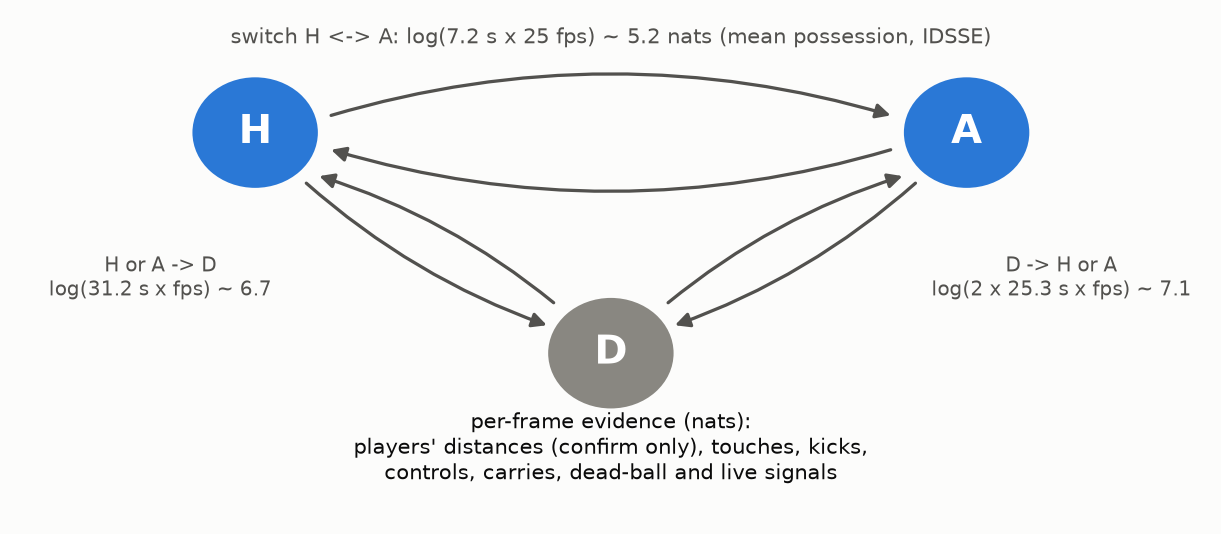 switch H <-> A: log(7.2 s x 25 fps) ~ 5.2 nats (mean possession, IDSSE)
H
A
H or A -> D
log(31.2 s x fps) ~ 6.7
D -> H or A
log(2 x 25.3 s x fps) ~ 7.1
D
per-frame evidence (nats):
players' distances (confirm only), touches, kicks,
controls, carries, dead-ball and live signals